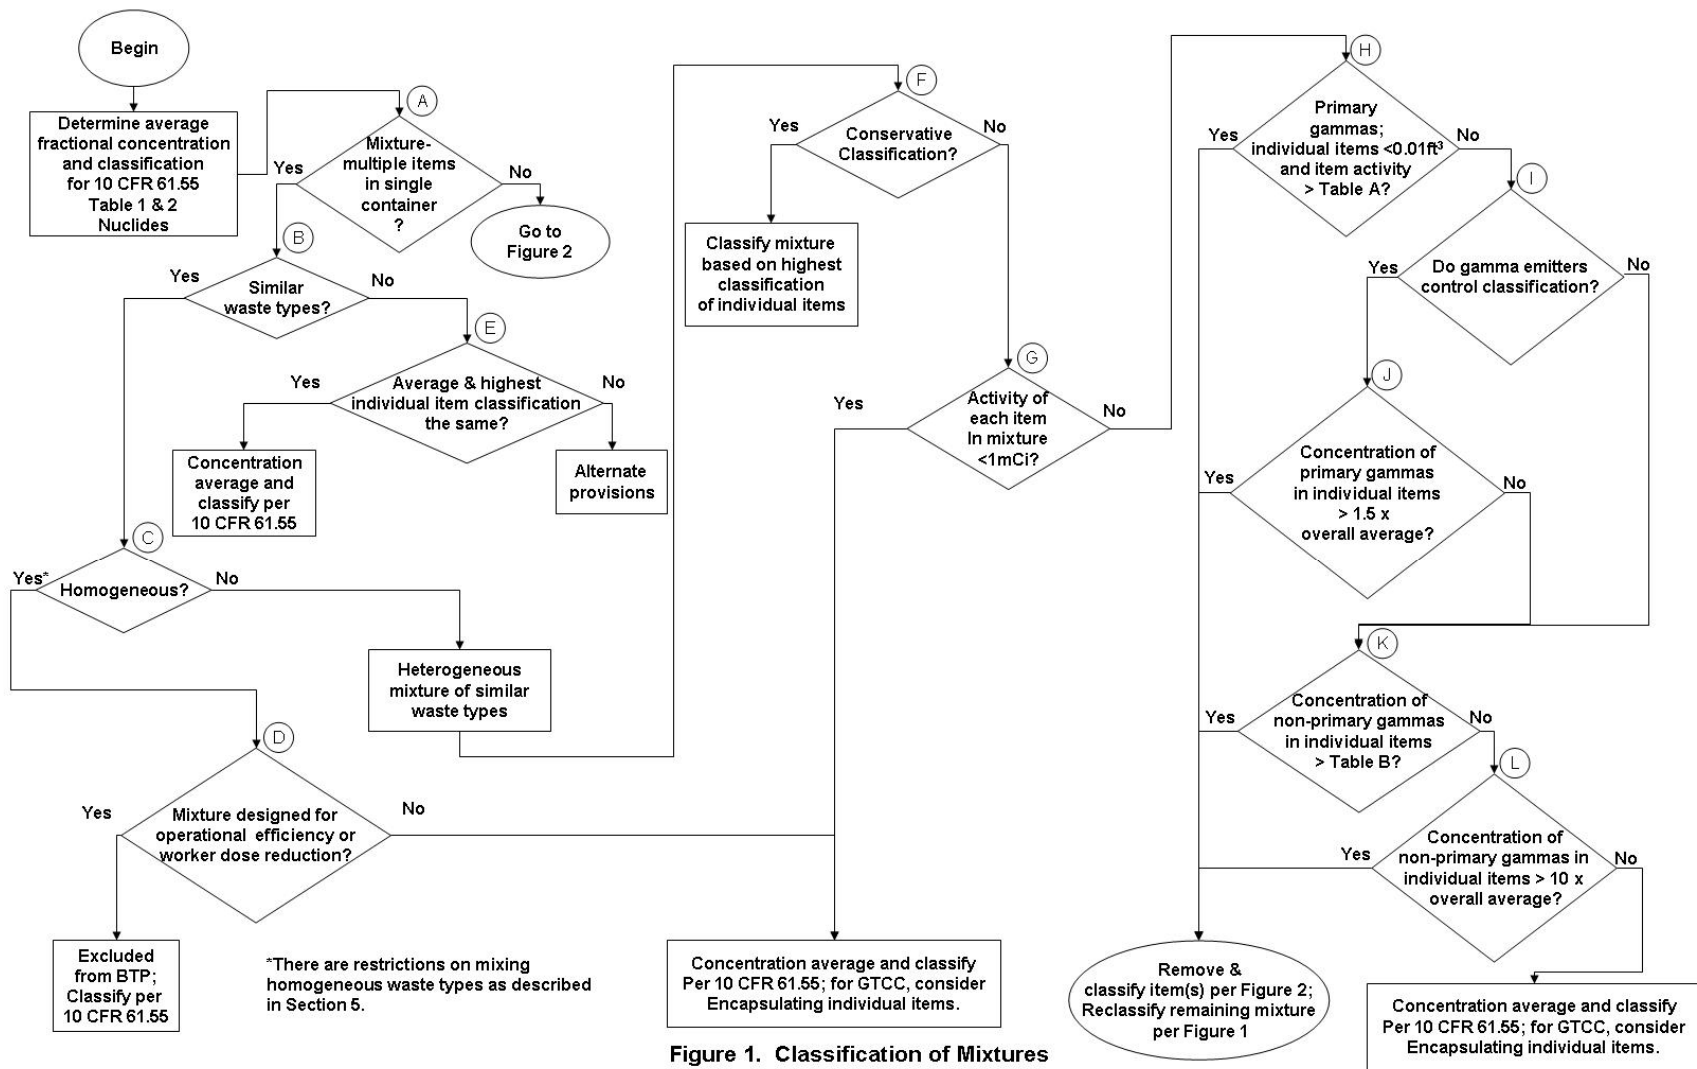 Begin
Determine average
fractional concentration
and classification
for 10 CFR 61.55
Table 1 & 2
Nuclides
A
Mixture-
multiple items
in single
container
?
Yes
No
Go to
Figure 2
B
Similar
waste types?
Yes
No
E
Average & highest
individual item classification
the same?
Yes
No
Concentration
average and
classify per
10 CFR 61.55
Alternate
provisions
C
Homogeneous?
Yes*
No
Heterogeneous
mixture of similar
waste types
D
Mixture designed for
operational efficiency or
worker dose reduction?
Yes
No
Excluded
from BTP;
Classify per
10 CFR 61.55
*There are restrictions on mixing
homogeneous waste types as described
in Section 5.
F
Conservative
Classification?
Yes
No
Classify mixture
based on highest
classification
of individual items
G
Activity of
each item
In mixture
<1mCi?
Yes
No
Concentration average and classify
Per 10 CFR 61.55; for GTCC, consider
Encapsulating individual items.
H
Primary
gammas;
individual items <0.01ft³
and item activity
> Table A?
Yes
No
I
Do gamma emitters
control classification?
Yes
No
J
Concentration of
primary gammas
in individual items
> 1.5 x
overall average?
Yes
No
K
Concentration of
non-primary gammas
in individual items
> Table B?
Yes
No
L
Concentration of
non-primary gammas in
individual items > 10 x
overall average?
Yes
No
Remove &
classify item(s) per Figure 2;
Reclassify remaining mixture
per Figure 1
Concentration average and classify
Per 10 CFR 61.55; for GTCC, consider
Encapsulating individual items.
Figure 1. Classification of Mixtures